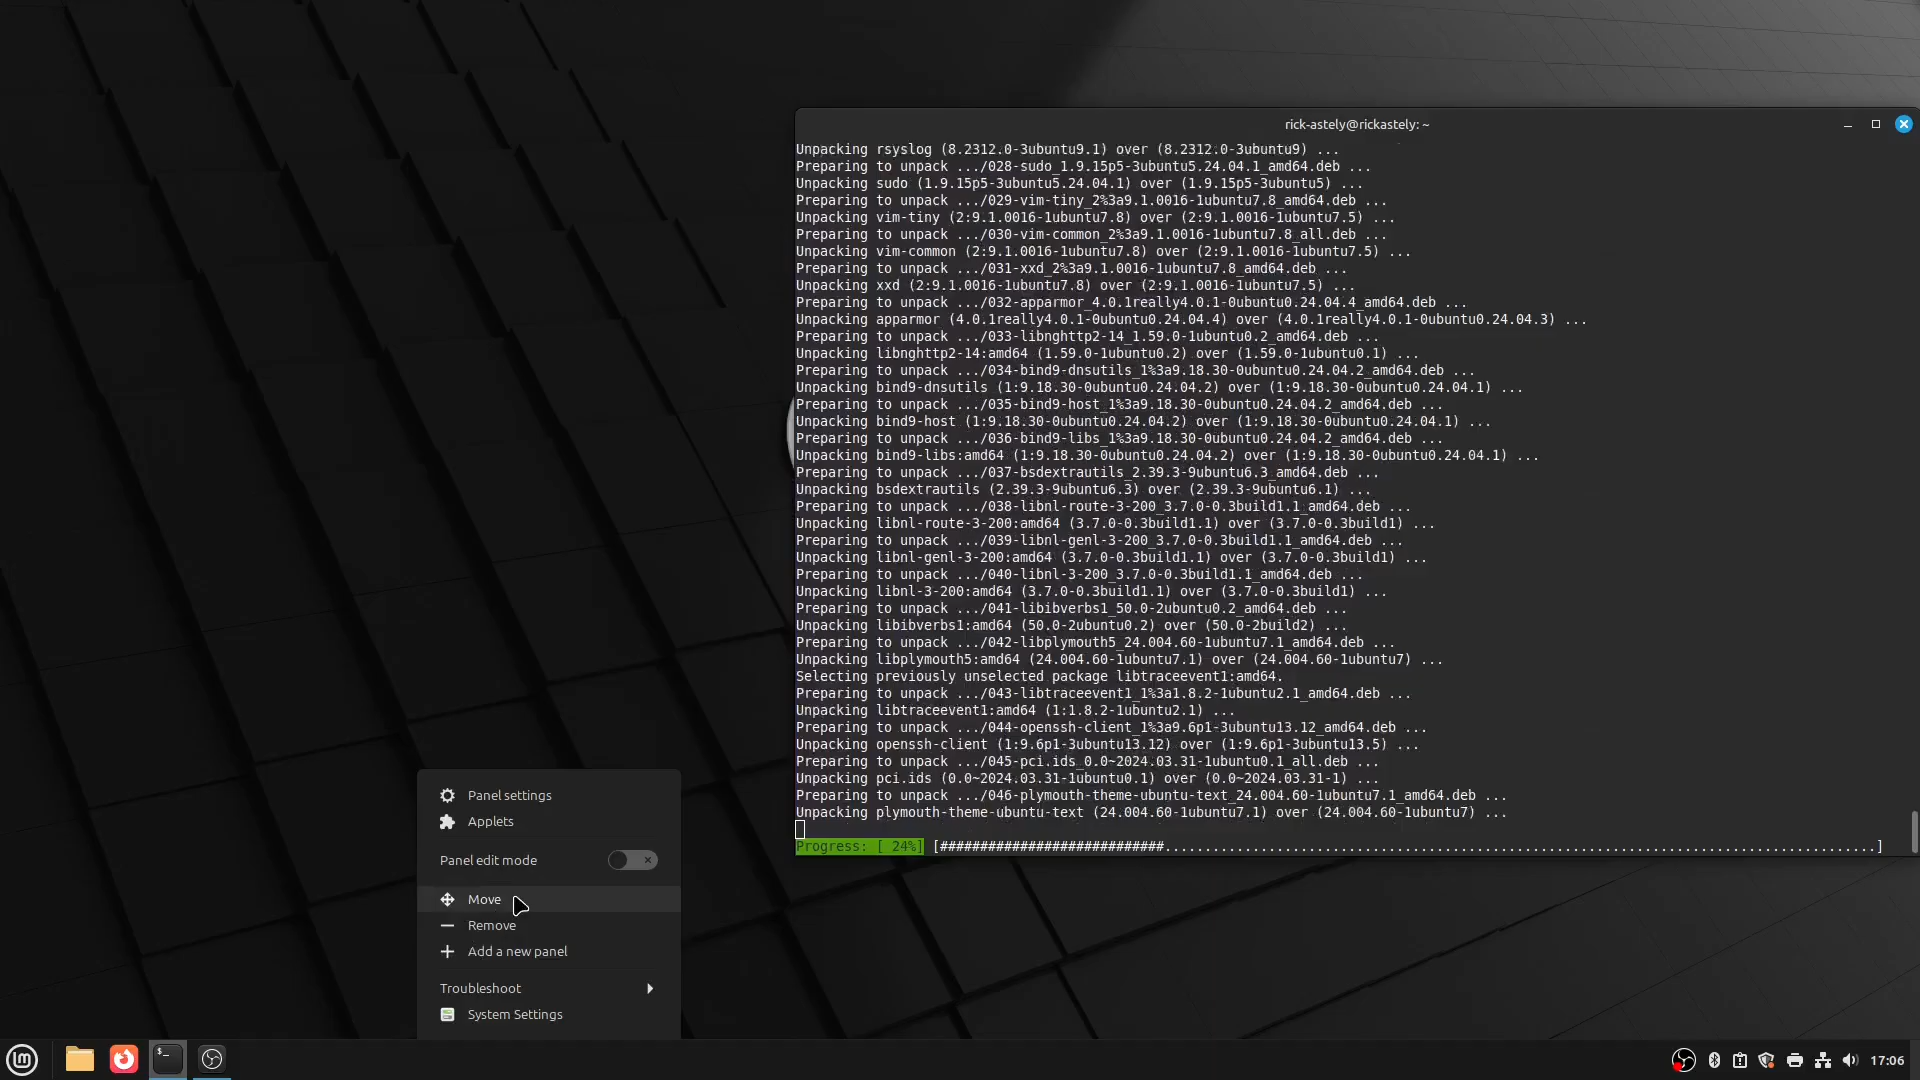 rick-astely@rickastely: ~
Unpacking rsyslog (8.2312.0-3ubuntu9.1) over (8.2312.0-3ubuntu9) ...
Preparing to unpack .../028-sudo_1.9.15p5-3ubuntu5.24.04.1_amd64.deb ...
Unpacking sudo (1.9.15p5-3ubuntu5.24.04.1) over (1.9.15p5-3ubuntu5) ...
Preparing to unpack .../029-vim-tiny_2%3a9.1.0016-1ubuntu7.8_amd64.deb ...
Unpacking vim-tiny (2:9.1.0016-1ubuntu7.8) over (2:9.1.0016-1ubuntu7.5) ...
Preparing to unpack .../030-vim-common_2%3a9.1.0016-1ubuntu7.8_all.deb ...
Unpacking vim-common (2:9.1.0016-1ubuntu7.8) over (2:9.1.0016-1ubuntu7.5) ...
Preparing to unpack .../031-xxd_2%3a9.1.0016-1ubuntu7.8_amd64.deb ...
Unpacking xxd (2:9.1.0016-1ubuntu7.8) over (2:9.1.0016-1ubuntu7.5) ...
Preparing to unpack .../032-apparmor_4.0.1really4.0.1-0ubuntu0.24.04.4_amd64.deb ...
Unpacking apparmor (4.0.1really4.0.1-0ubuntu0.24.04.4) over (4.0.1really4.0.1-0ubuntu0.24.04.3) ...
Preparing to unpack .../033-libnghttp2-14_1.59.0-1ubuntu0.2_amd64.deb ...
Unpacking libnghttp2-14:amd64 (1.59.0-1ubuntu0.2) over (1.59.0-1ubuntu0.1) ...
Preparing to unpack .../034-bind9-dnsutils_1%3a9.18.30-0ubuntu0.24.04.2_amd64.deb ...
Unpacking bind9-dnsutils (1:9.18.30-0ubuntu0.24.04.2) over (1:9.18.30-0ubuntu0.24.04.1) ...
Preparing to unpack .../035-bind9-host_1%3a9.18.30-0ubuntu0.24.04.2_amd64.deb ...
Unpacking bind9-host (1:9.18.30-0ubuntu0.24.04.2) over (1:9.18.30-0ubuntu0.24.04.1) ...
Preparing to unpack .../036-bind9-libs_1%3a9.18.30-0ubuntu0.24.04.2_amd64.deb ...
Unpacking bind9-libs:amd64 (1:9.18.30-0ubuntu0.24.04.2) over (1:9.18.30-0ubuntu0.24.04.1) ...
Preparing to unpack .../037-bsdextrautils_2.39.3-9ubuntu6.3_amd64.deb ...
Unpacking bsdextrautils (2.39.3-9ubuntu6.3) over (2.39.3-9ubuntu6.1) ...
Preparing to unpack .../038-libnl-route-3-200_3.7.0-0.3build1.1_amd64.deb ...
Unpacking libnl-route-3-200:amd64 (3.7.0-0.3build1.1) over (3.7.0-0.3build1) ...
Preparing to unpack .../039-libnl-genl-3-200_3.7.0-0.3build1.1_amd64.deb ...
Unpacking libnl-genl-3-200:amd64 (3.7.0-0.3build1.1) over (3.7.0-0.3build1) ...
Preparing to unpack .../040-libnl-3-200_3.7.0-0.3build1.1_amd64.deb ...
Unpacking libnl-3-200:amd64 (3.7.0-0.3build1.1) over (3.7.0-0.3build1) ...
Preparing to unpack .../041-libibverbs1_50.0-2ubuntu0.2_amd64.deb ...
Unpacking libibverbs1:amd64 (50.0-2ubuntu0.2) over (50.0-2build2) ...
Preparing to unpack .../042-libplymouth5_24.004.60-1ubuntu7.1_amd64.deb ...
Unpacking libplymouth5:amd64 (24.004.60-1ubuntu7.1) over (24.004.60-1ubuntu7) ...
Selecting previously unselected package libtraceevent1:amd64.
Preparing to unpack .../043-libtraceevent1_1%3a1.8.2-1ubuntu2.1_amd64.deb ...
Unpacking libtraceevent1:amd64 (1:1.8.2-1ubuntu2.1) ...
Preparing to unpack .../044-openssh-client_1%3a9.6p1-3ubuntu13.12_amd64.deb ...
Unpacking openssh-client (1:9.6p1-3ubuntu13.12) over (1:9.6p1-3ubuntu13.5) ...
Preparing to unpack .../045-pci.ids_0.0~2024.03.31-1ubuntu0.1_all.deb ...
Unpacking pci.ids (0.0~2024.03.31-1ubuntu0.1) over (0.0~2024.03.31-1) ...
Preparing to unpack .../046-plymouth-theme-ubuntu-text_24.004.60-1ubuntu7.1_amd64.deb ...
Unpacking plymouth-theme-ubuntu-text (24.004.60-1ubuntu7.1) over (24.004.60-1ubuntu7) ...
Progress: [ 24%] [############################.........................................................................................]
Panel settings
Applets
Panel edit mode
Move
Remove
Add a new panel
Troubleshoot
System Settings
17:06